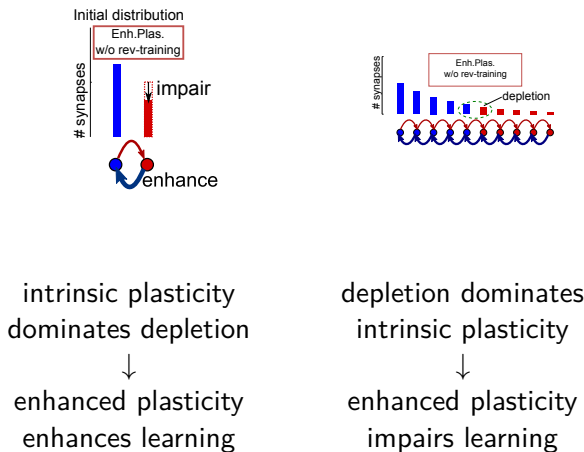 Initial distribution
Enh.Plas.
w/o rev-training
impair
# synapses
enhance
Enh.Plas.
w/o rev-training
depletion
# synapses
intrinsic plasticity
dominates depletion
↓
enhanced plasticity
enhances learning
depletion dominates
intrinsic plasticity
↓
enhanced plasticity
impairs learning